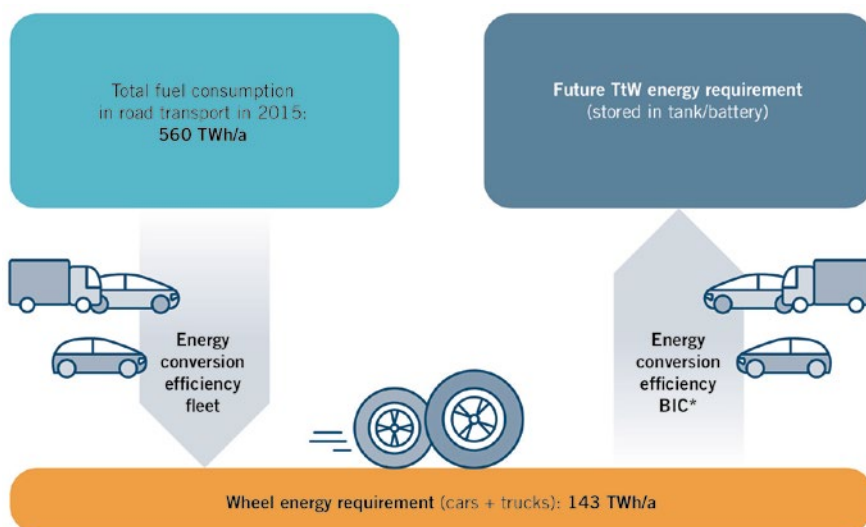 Total fuel consumption
in road transport in 2015:
560 TWh/a
Future TtW energy requirement
(stored in tank/battery)
Energy
conversion
efficiency
fleet
Energy
conversion
efficiency
BIC*
Wheel energy requirement (cars + trucks): 143 TWh/a